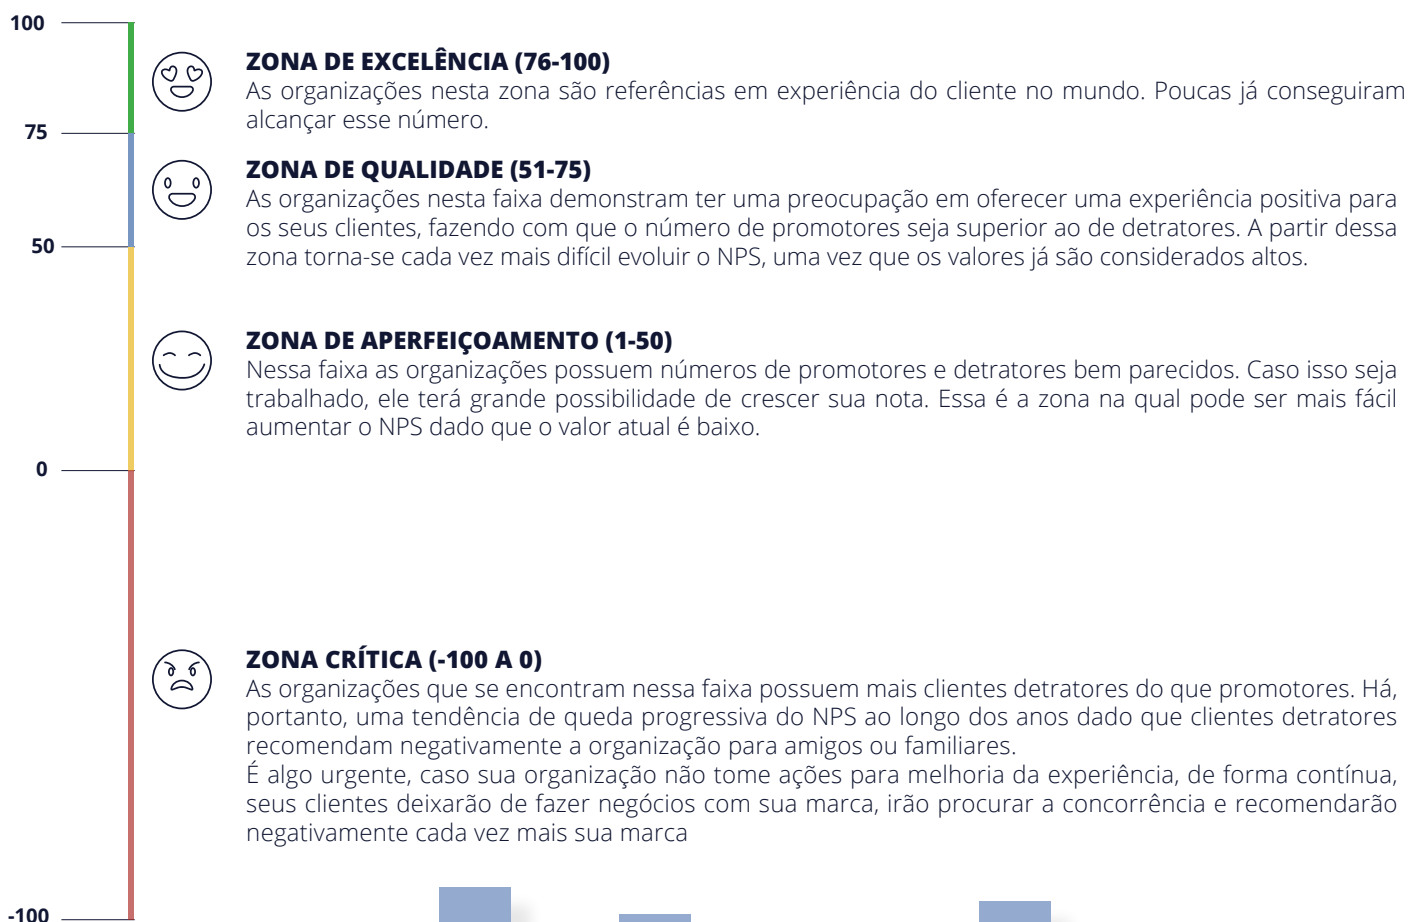 100
ZONA DE EXCELÊNCIA (76-100)
As organizações nesta zona são referências em experiência do cliente no mundo. Poucas já conseguiram
alcançar esse número.
75
ZONA DE QUALIDADE (51-75)
As organizações nesta faixa demonstram ter uma preocupação em oferecer uma experiência positiva para
os seus clientes, fazendo com que o número de promotores seja superior ao de detratores. A partir dessa
50
zona torna-se cada vez mais difícil evoluir o NPS, uma vez que os valores já são considerados altos.
ZONA DE APERFEIÇOAMENTO (1-50)
Nessa faixa as organizações possuem números de promotores e detratores bem parecidos. Caso isso seja
trabalhado, ele terá grande possibilidade de crescer sua nota. Essa é a zona na qual pode ser mais fácil
aumentar o NPS dado que o valor atual é baixo.
0
ZONA CRÍTICA (-100 A 0)
As organizações que se encontram nessa faixa possuem mais clientes detratores do que promotores. Há,
portanto, uma tendência de queda progressiva do NPS ao longo dos anos dado que clientes detratores
recomendam negativamente a organização para amigos ou familiares.
É algo urgente, caso sua organização não tome ações para melhoria da experiência, de forma contínua,
seus clientes deixarão de fazer negócios com sua marca, irão procurar a concorrência e recomendarão
negativamente cada vez mais sua marca
-100